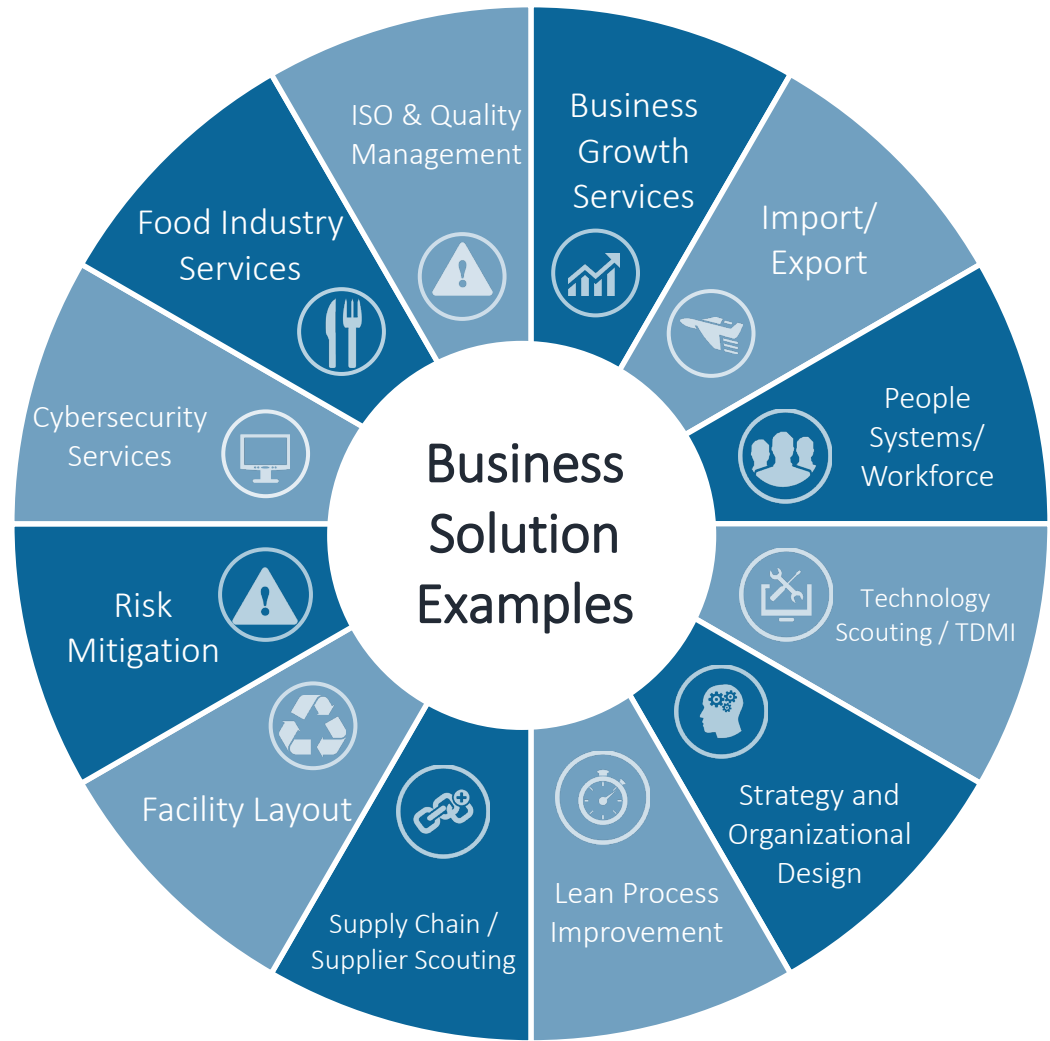 Business
Solution
Examples
Business
Growth
Services
Import/
Export
People
Systems/
Workforce
Technology
Scouting / TDMI
Strategy and
Organizational
Design
Lean Process
Improvement
Supply Chain /
Supplier Scouting
Facility Layout
Risk
Mitigation
Cybersecurity
Services
Food Industry
Services
ISO & Quality
Management